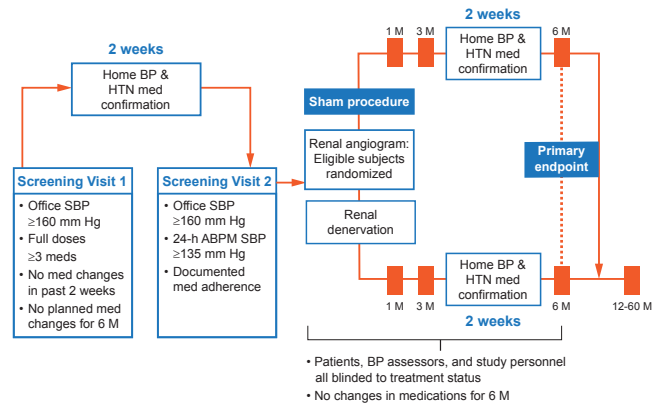 2 weeks
Home BP &
HTN med
confirmation
Screening Visit 1
• Office SBP
≥160 mm Hg
• Full doses
≥3 meds
• No med changes
in past 2 weeks
• No planned med
changes for 6 M
Screening Visit 2
• Office SBP
≥160 mm Hg
• 24-h ABPM SBP
≥135 mm Hg
• Documented
med adherence
Sham procedure
Renal angiogram:
Eligible subjects
randomized
Renal
denervation
2 weeks
1 M
3 M
Home BP &
HTN med
confirmation
6 M
Primary
endpoint
1 M
3 M
Home BP &
HTN med
confirmation
2 weeks
6 M
12-60 M
• Patients, BP assessors, and study personnel
all blinded to treatment status
• No changes in medications for 6 M